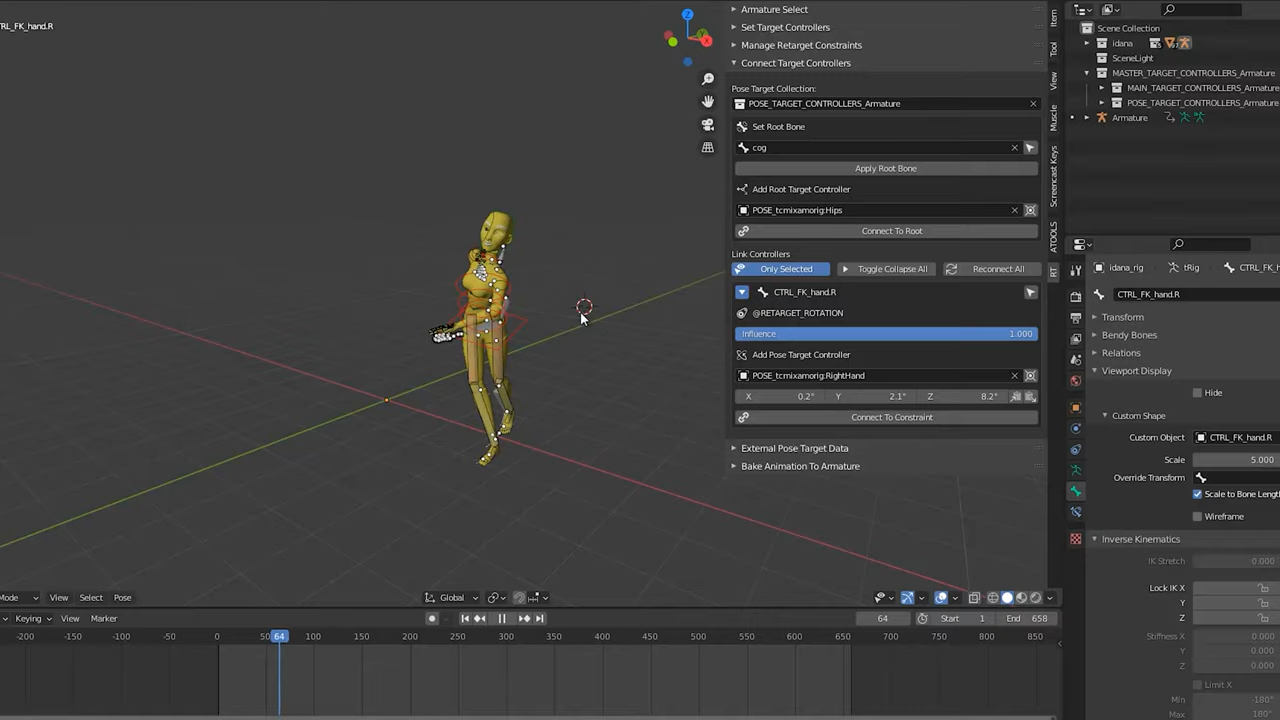 RL_FK_hand.R
Armature Select
Set Target Controllers
Manage Retarget Constraints
Connect Target Controllers
Pose Target Collection:
POSE_TARGET_CONTROLLERS_Armature
Set Root Bone
cog
Apply Root Bone
Add Root Target Controller
POSE_tcmixamorig:Hips
Connect To Root
Link Controllers
Only Selected
Toggle Collapse All
Reconnect All
CTRL_FK_hand.R
@RETARGET_ROTATION
Influence 1.000
Add Pose Target Controller
POSE_tcmixamorig:RightHand
X 0.2° Y 2.1° Z 8.2°
Connect To Constraint
External Pose Target Data
Bake Animation To Armature
Item
Tool
View
Muscle
Screencast Keys
ATOOLS
RT
Z
Y
X
Scene Collection
idana
SceneLight
MASTER_TARGET_CONTROLLERS_Armature
MAIN_TARGET_CONTROLLERS_Armature
POSE_TARGET_CONTROLLERS_Armature
Armature
idana_rig tRig CTRL_FK_h
CTRL_FK_hand.R
Transform
Bendy Bones
Relations
Viewport Display
Hide
Custom Shape
Custom Object CTRL_FK_hand.R
Scale 5.000
Override Transform
Scale to Bone Length
Wireframe
Inverse Kinematics
IK Stretch 0.000
Lock IK X 0.000
Y 0.000
Z 0.000
Stiffness X 0.000
Y 0.000
Z 0.000
Limit X
Min -180°
Max 180°
Mode View Select Pose Global
Keying View Marker 64 Start 1 End 658
-200 -150 -100 -50 0 50 64 100 150 200 250 300 350 400 450 500 550 600 650 700 750 800 850